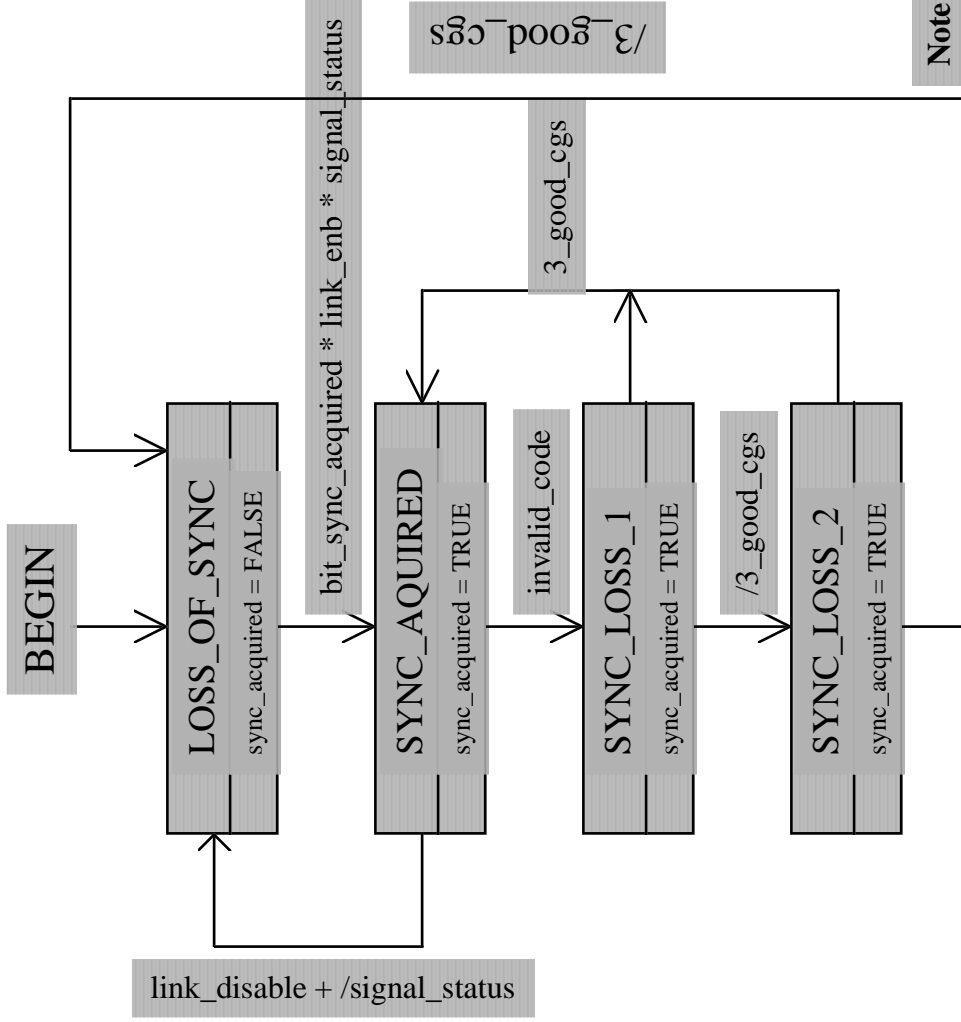 BEGIN
LOSS_OF_SYNC
sync_acquired = FALSE
bit_sync_acquired * link_enb * signal_status
/3_good_cgs
Note
SYNC_AQUIRED
sync_acquired = TRUE
3_good_cgs
invalid_code
SYNC_LOSS_1
sync_acquired = TRUE
/3_good_cgs
SYNC_LOSS_2
sync_acquired = TRUE
link_disable + /signal_status